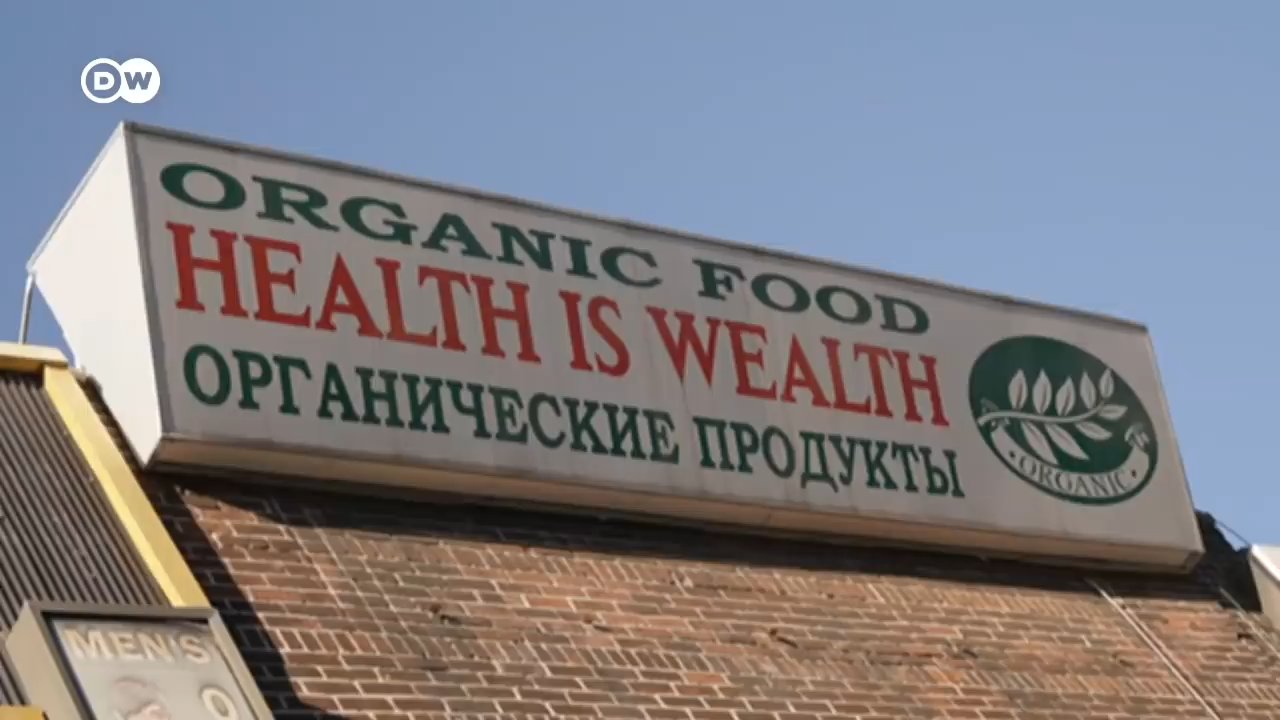 DW
ORGANIC FOOD
HEALTH IS WEALTH
ОРГАНИЧЕСКИЕ ПРОДУКТЫ
• ORGANIC •
MEN'S